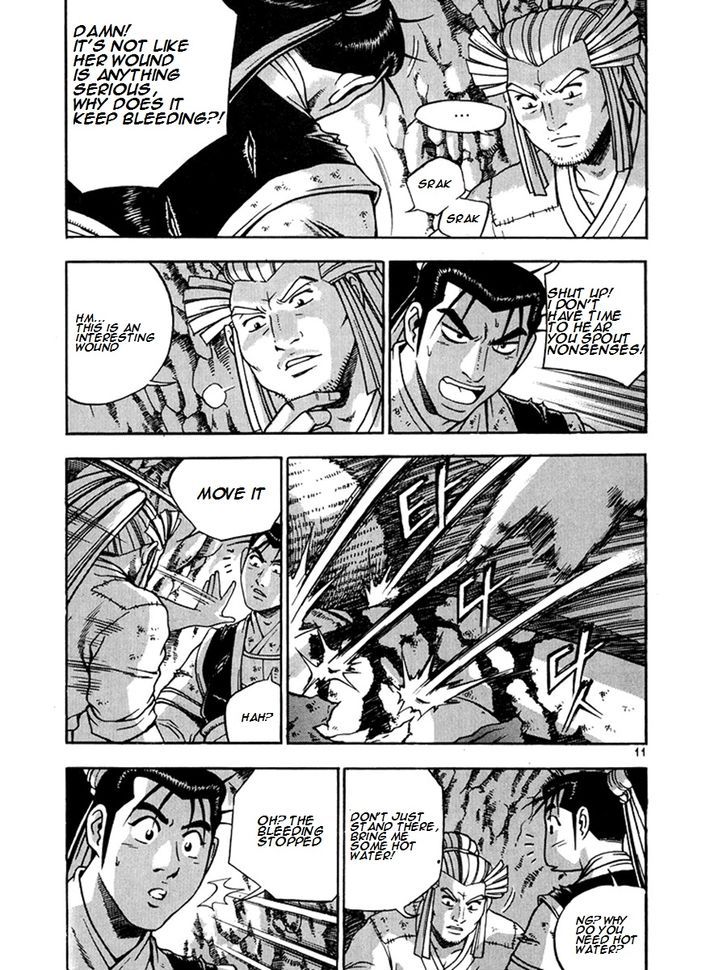 DAMN!
IT'S NOT LIKE
HER WOUND
IS ANYTHING
SERIOUS,
WHY DOES IT
KEEP BLEEDING?!
...
SRAK
SRAK
HM...
THIS IS AN
INTERESTING
WOUND
SHUT UP!
I DON'T
HAVE TIME
TO HEAR
YOU SPOUT
NONSENSES!
MOVE IT
HAH?
타
타
타
11
OH? THE
BLEEDING
STOPPED
DON'T JUST
STAND THERE,
BRING ME
SOME HOT
WATER!
NG? WHY
DO YOU
NEED HOT
WATER?